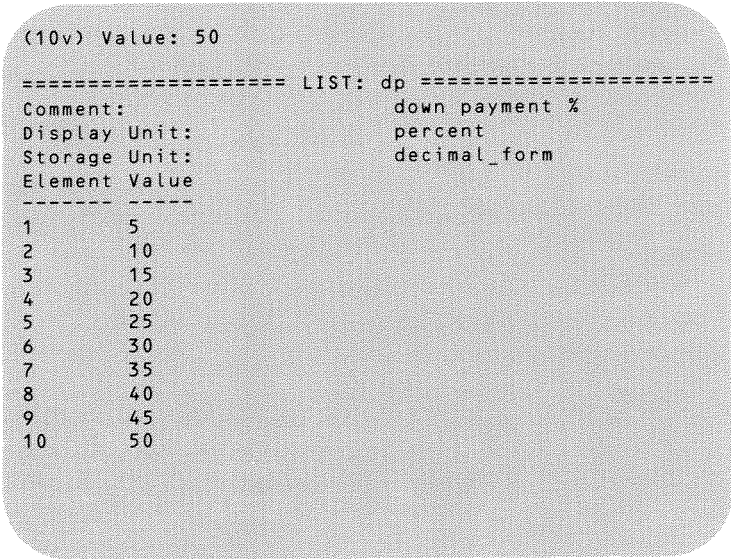 (10v) Value: 50
==================== LIST: dp ======================
Comment: down payment %
Display Unit: percent
Storage Unit: decimal_form
Element Value
------- -----
1 5
2 10
3 15
4 20
5 25
6 30
7 35
8 40
9 45
10 50